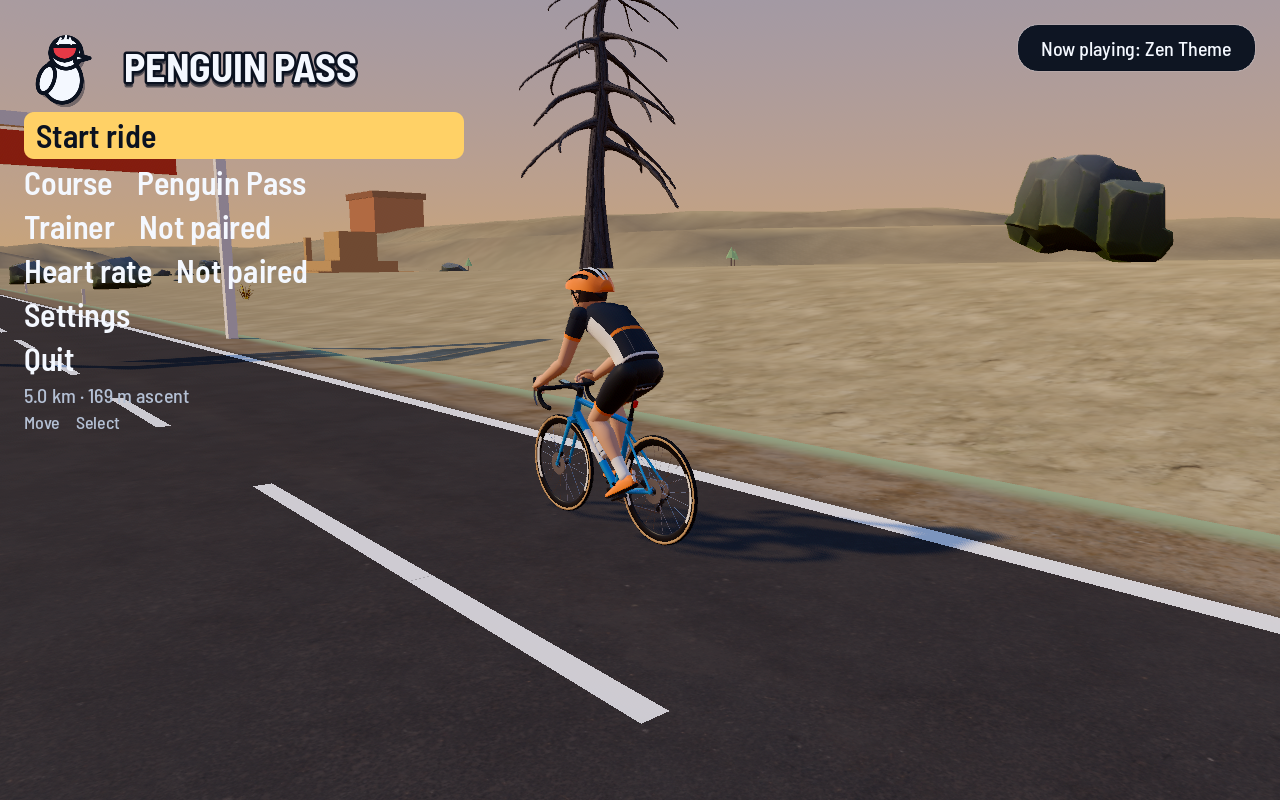 PENGUIN PASS
Now playing: Zen Theme
Start ride
Course Penguin Pass
Trainer Not paired
Heart rate Not paired
Settings
Quit
5.0 km · 169 m ascent
Move Select